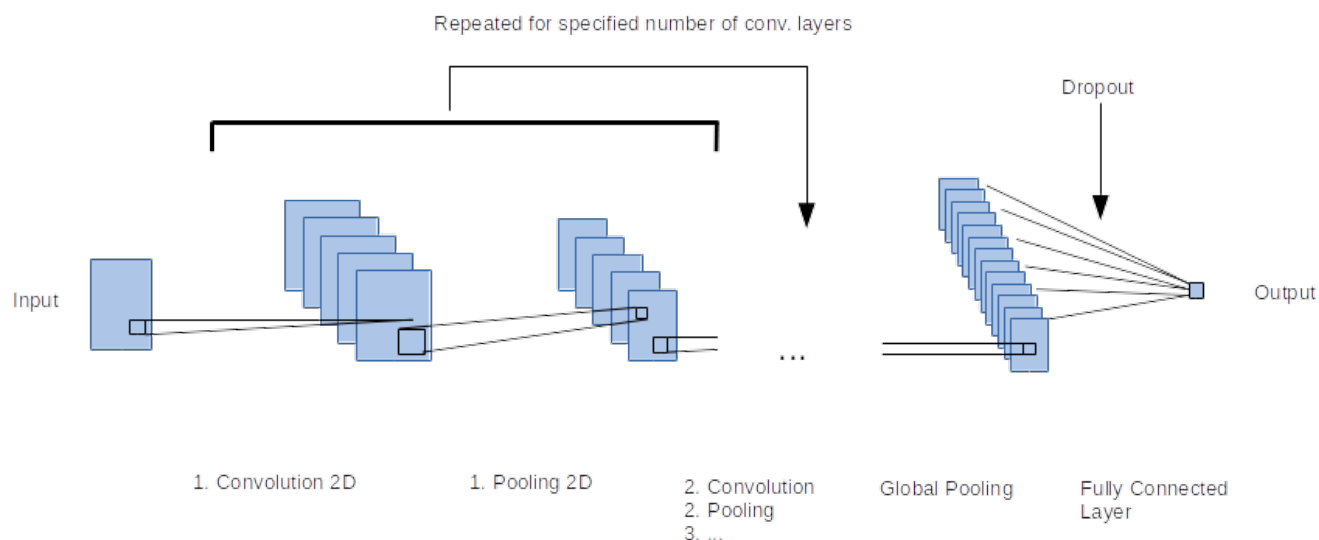 Repeated for specified number of conv. layers
Dropout
Input
Output
...
1. Convolution 2D
1. Pooling 2D
2. Convolution
2. Pooling
3. ...
Global Pooling
Fully Connected
Layer